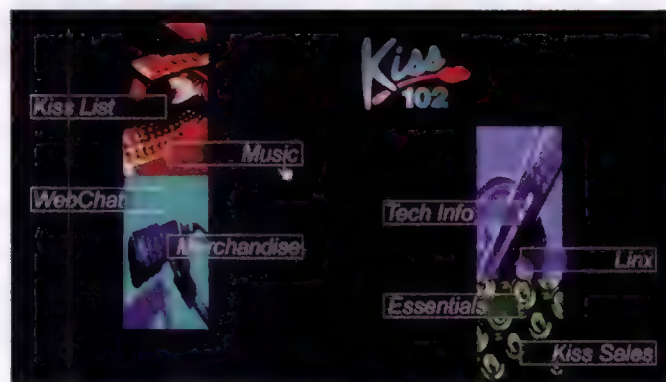 Kiss
102
Kiss List
Music
WebChat
Merchandise
Tech Info
Linx
Essentials
Kiss Sales